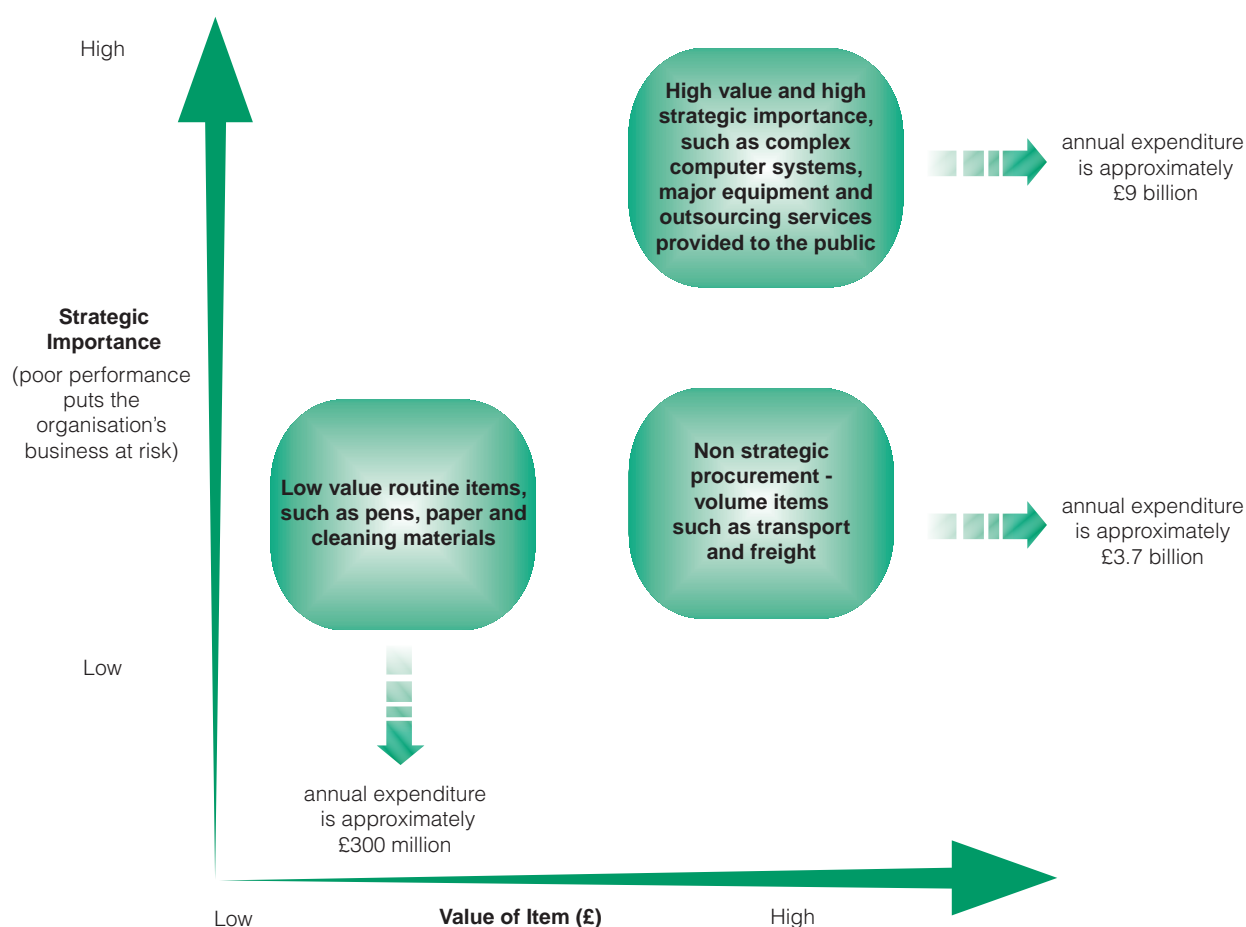 High
High value and high
strategic importance,
such as complex
computer systems,
major equipment and
outsourcing services
provided to the public
annual expenditure
is approximately
£9 billion
Strategic
Importance
(poor performance
puts the
organisation's
business at risk)
Low value routine items,
such as pens, paper and
cleaning materials
Non strategic
procurement -
volume items
such as transport
and freight
annual expenditure
is approximately
£3.7 billion
Low
annual expenditure
is approximately
£300 million
Low
Value of Item (£)
High